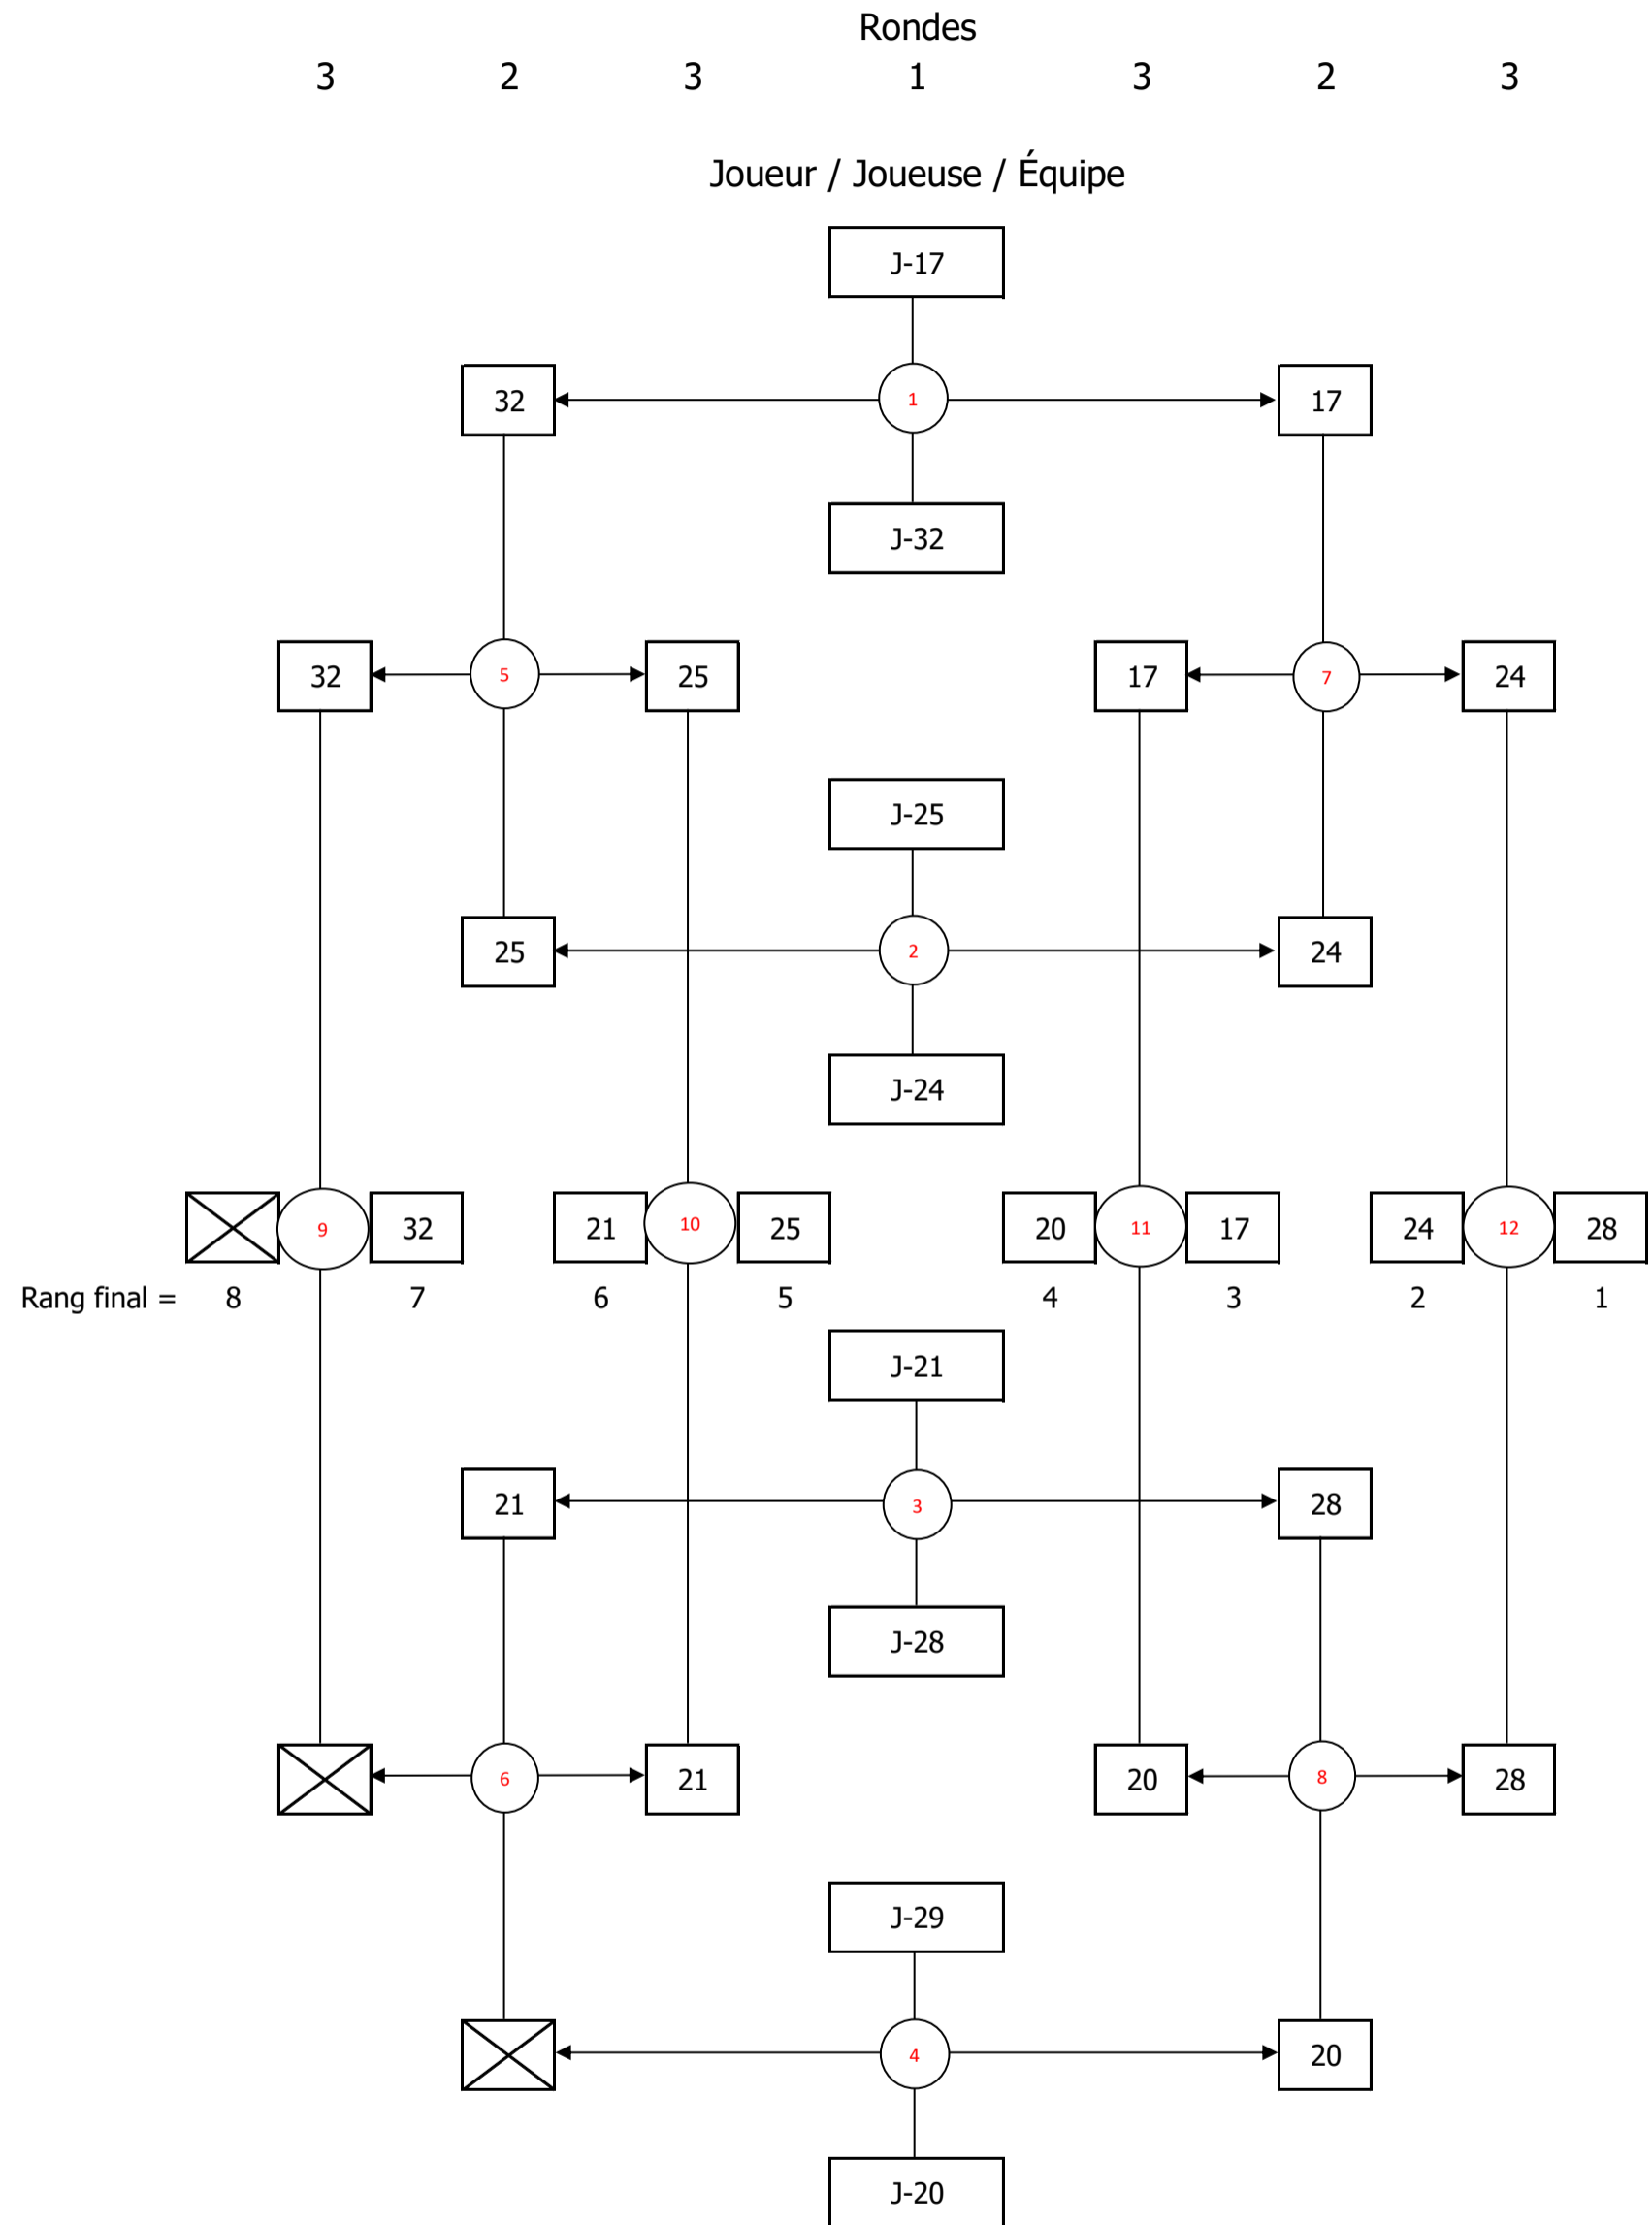 Rondes
3 2 3 1 3 2 3
Joueur / Joueuse / Équipe
J-17
32 1 17
J-32
32 5 25 17 7 24
J-25
25 2 24
J-24
9 32 21 10 25 20 11 17 24 12 28
Rang final = 8 7 6 5 4 3 2 1
J-21
21 3 28
J-28
6 21 20 8 28
J-29
4 20
J-20